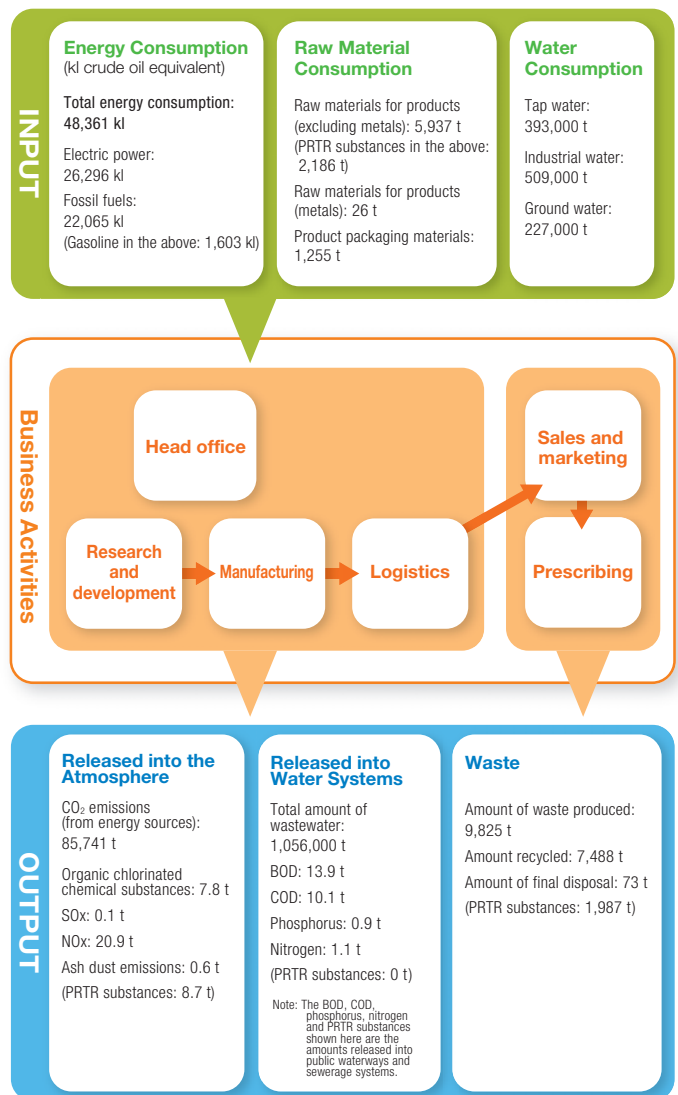 INPUT
Energy Consumption
(kl crude oil equivalent)
Total energy consumption:
48,361 kl
Electric power:
26,296 kl
Fossil fuels:
22,065 kl
(Gasoline in the above: 1,603 kl)
Raw Material
Consumption
Raw materials for products
(excluding metals): 5,937 t
(PRTR substances in the above:
2,186 t)
Raw materials for products
(metals): 26 t
Product packaging materials:
1,255 t
Water
Consumption
Tap water:
393,000 t
Industrial water:
509,000 t
Ground water:
227,000 t
Business Activities
Head office
Research
and
development
Manufacturing
Logistics
Sales and
marketing
Prescribing
OUTPUT
Released into the
Atmosphere
CO₂ emissions
(from energy sources):
85,741 t
Organic chlorinated
chemical substances: 7.8 t
SOx: 0.1 t
NOx: 20.9 t
Ash dust emissions: 0.6 t
(PRTR substances: 8.7 t)
Released into
Water Systems
Total amount of
wastewater:
1,056,000 t
BOD: 13.9 t
COD: 10.1 t
Phosphorus: 0.9 t
Nitrogen: 1.1 t
(PRTR substances: 0 t)
Note: The BOD, COD,
phosphorus, nitrogen
and PRTR substances
shown here are the
amounts released into
public waterways and
sewerage systems.
Waste
Amount of waste produced:
9,825 t
Amount recycled: 7,488 t
Amount of final disposal: 73 t
(PRTR substances: 1,987 t)